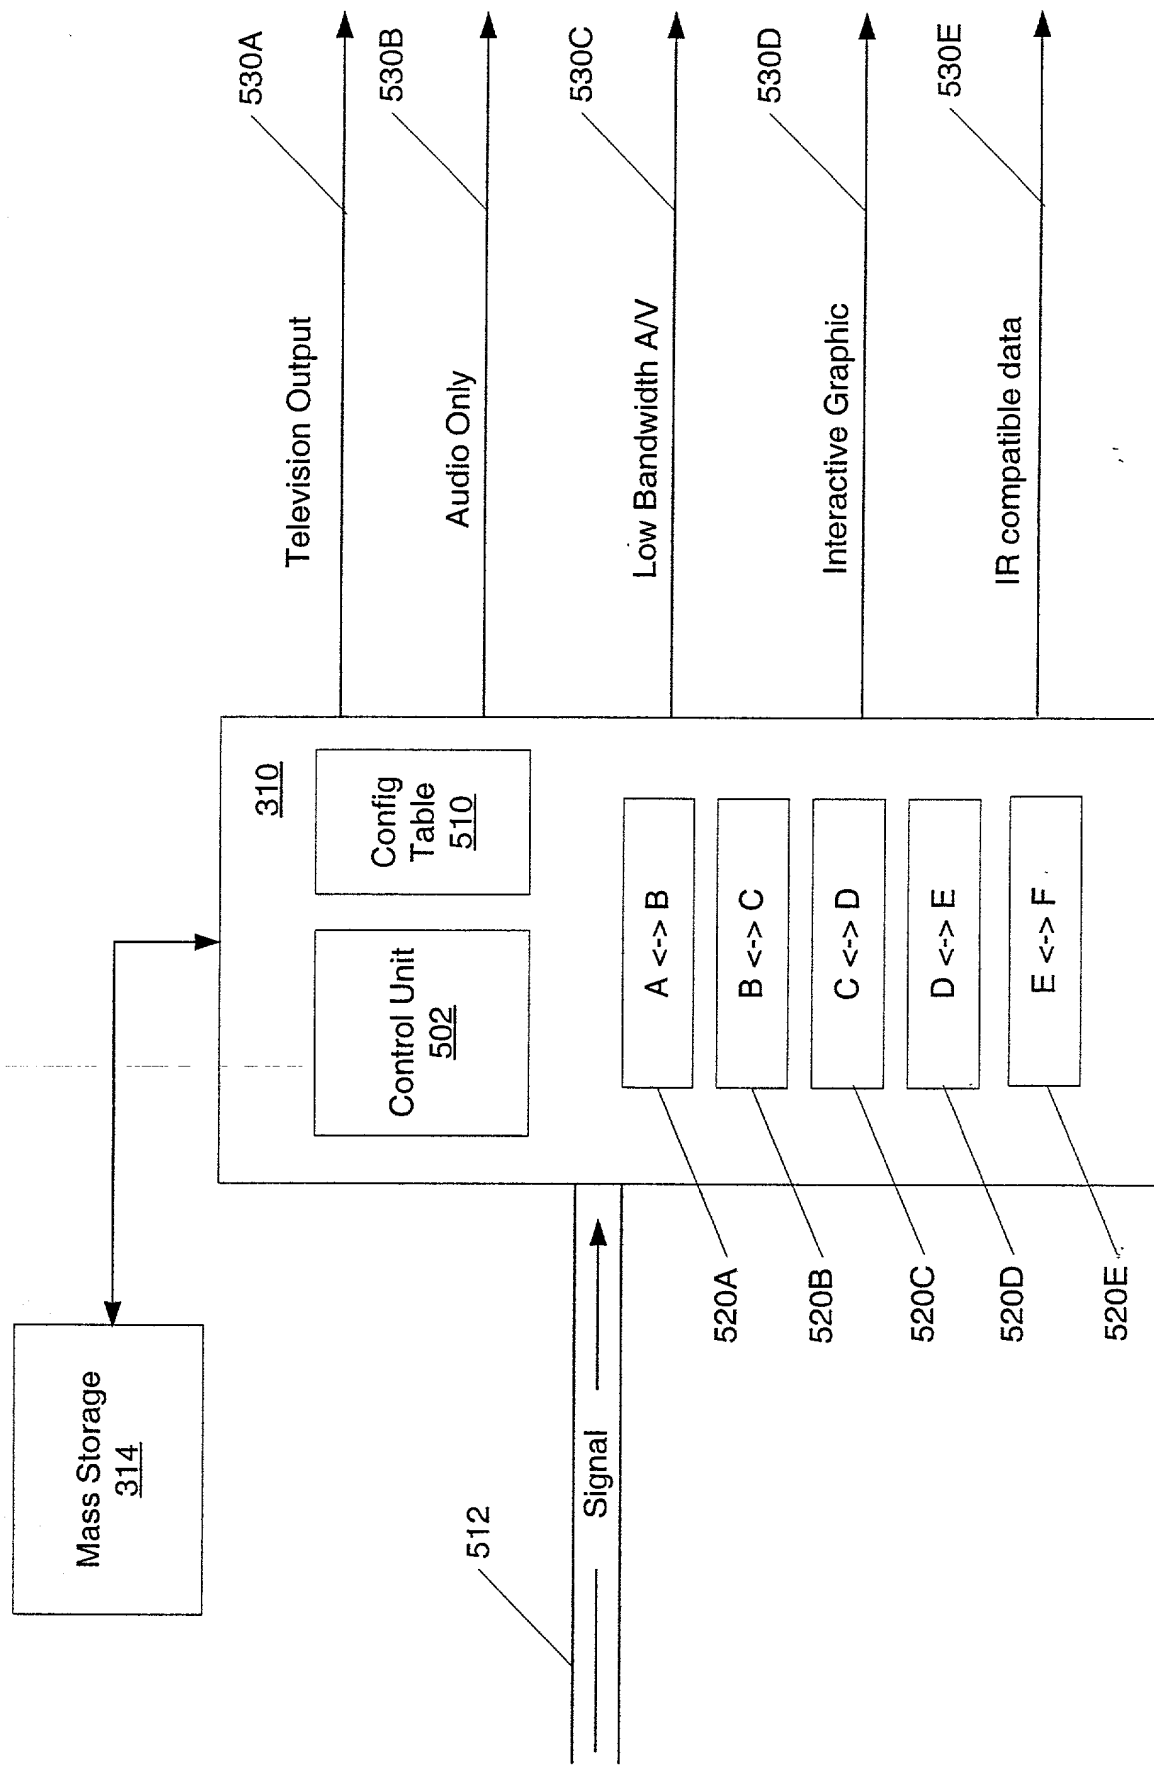 Mass Storage
314
512
Signal
310
Control Unit
502
Config
Table
510
A <-> B
B <-> C
C <-> D
D <-> E
E <-> F
520A
520B
520C
520D
520E
Television Output
530A
Audio Only
530B
Low Bandwidth A/V
530C
Interactive Graphic
530D
IR compatible data
530E